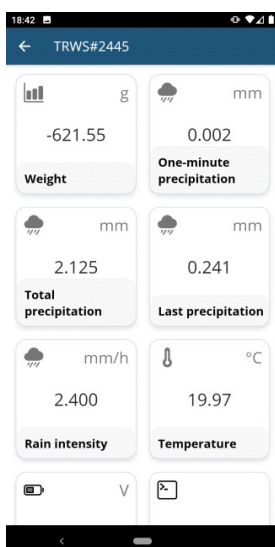 18:42
TRWS#2445
g
-621.55
Weight
mm
0.002
One-minute
precipitation
mm
2.125
Total
precipitation
mm
0.241
Last precipitation
mm/h
2.400
Rain intensity
°C
19.97
Temperature
V